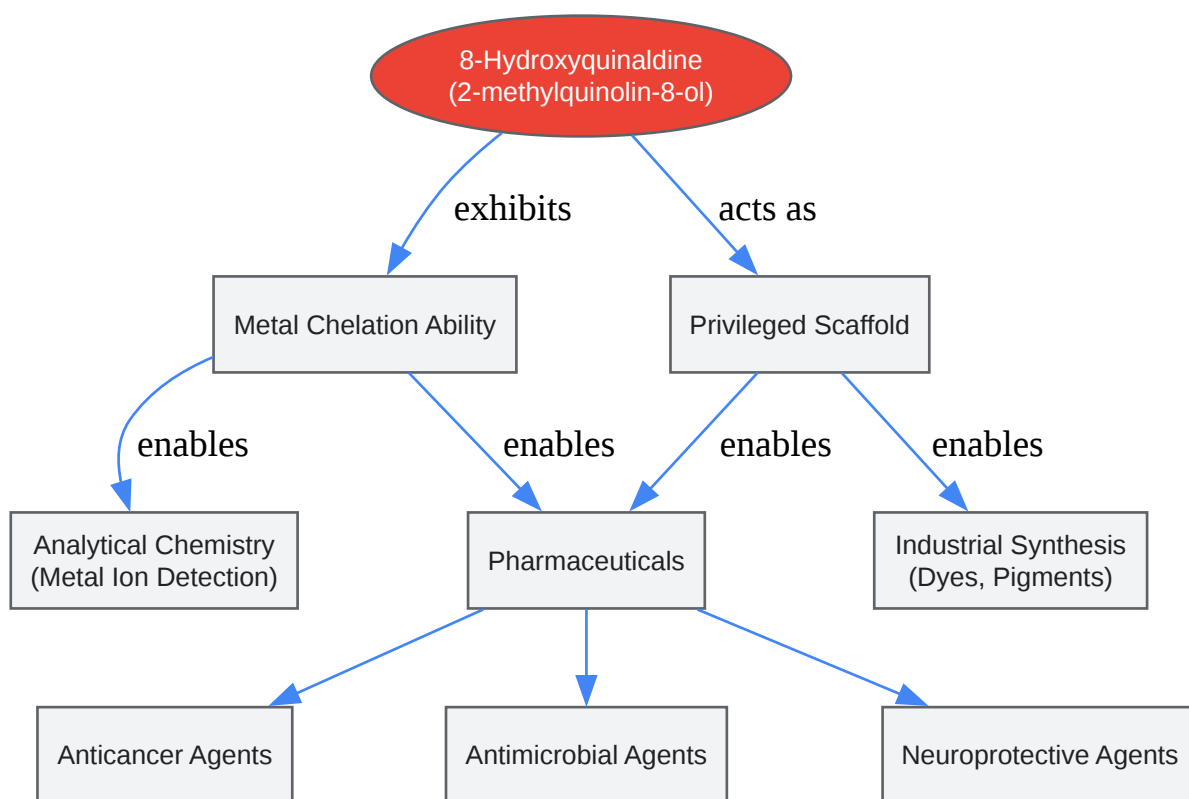 8-Hydroxyquinaldine
(2-methylquinolin-8-ol)
exhibits
acts as
Metal Chelation Ability
Privileged Scaffold
enables
enables
enables
enables
Analytical Chemistry
(Metal Ion Detection)
Pharmaceuticals
Industrial Synthesis
(Dyes, Pigments)
Anticancer Agents
Antimicrobial Agents
Neuroprotective Agents